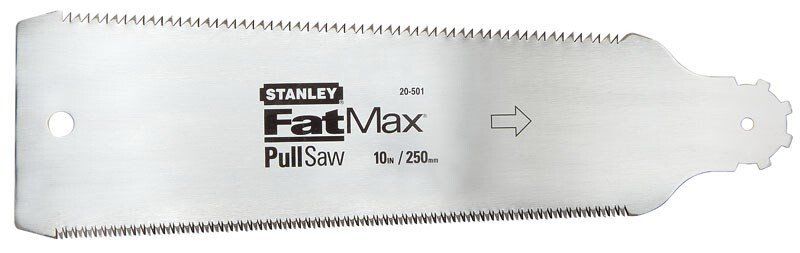 STANLEY
20-501
FatMax
PullSaw
10IN / 250mm